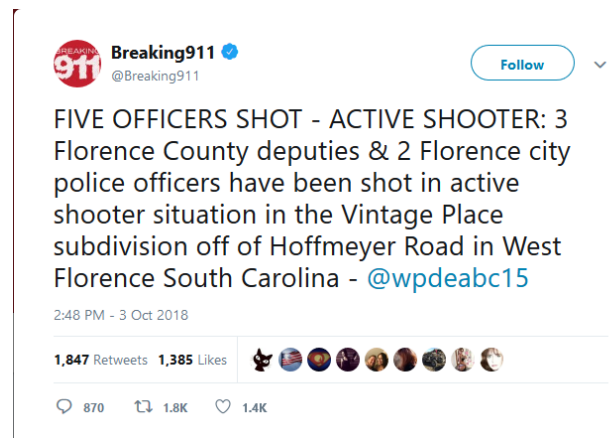 BREAKING
911
Breaking911
@Breaking911
Follow
FIVE OFFICERS SHOT - ACTIVE SHOOTER: 3
Florence County deputies & 2 Florence city
police officers have been shot in active
shooter situation in the Vintage Place
subdivision off of Hoffmeyer Road in West
Florence South Carolina - @wpdeabc15
2:48 PM - 3 Oct 2018
1,847 Retweets 1,385 Likes
870 1.8K 1.4K